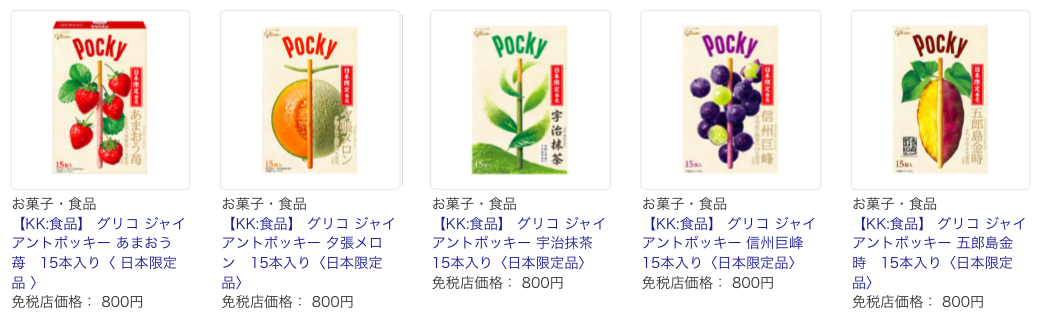 Glico
Pocky
日本限定販売
あまおう苺
15本入
Glico
Pocky
日本限定販売
夕張メロン
15本入
Glico
Pocky
日本限定販売
宇治抹茶
15本
Glico
Pocky
日本限定販売
信州巨峰
15本入
Glico
Pocky
日本限定販売
五郎島金時
15本入
お菓子・食品
【KK:食品】 グリコ ジャイ
アントポッキー あまおう
苺　15本入り〈 日本限定
品 〉
免税店価格： 800円
お菓子・食品
【KK:食品】 グリコ ジャイ
アントポッキー 夕張メロ
ン　15本入り〈日本限定
品〉
免税店価格： 800円
お菓子・食品
【KK:食品】 グリコ ジャイ
アントポッキー 宇治抹茶
15本入り〈日本限定品〉
免税店価格： 800円
お菓子・食品
【KK:食品】 グリコ ジャイ
アントポッキー 信州巨峰
15本入り〈日本限定品〉
免税店価格： 800円
お菓子・食品
【KK:食品】 グリコ ジャイ
アントポッキー 五郎島金
時　15本入り〈日本限定
品〉
免税店価格： 800円